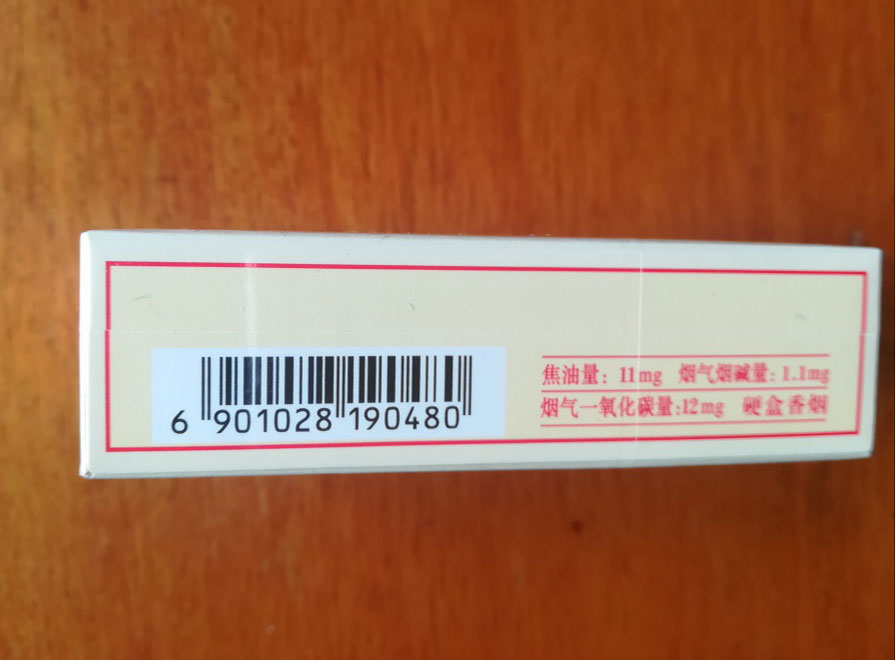 6 901028 190480
焦油量: 11mg 烟气烟碱量: 1.1mg
烟气一氧化碳量:12mg 硬盒香烟